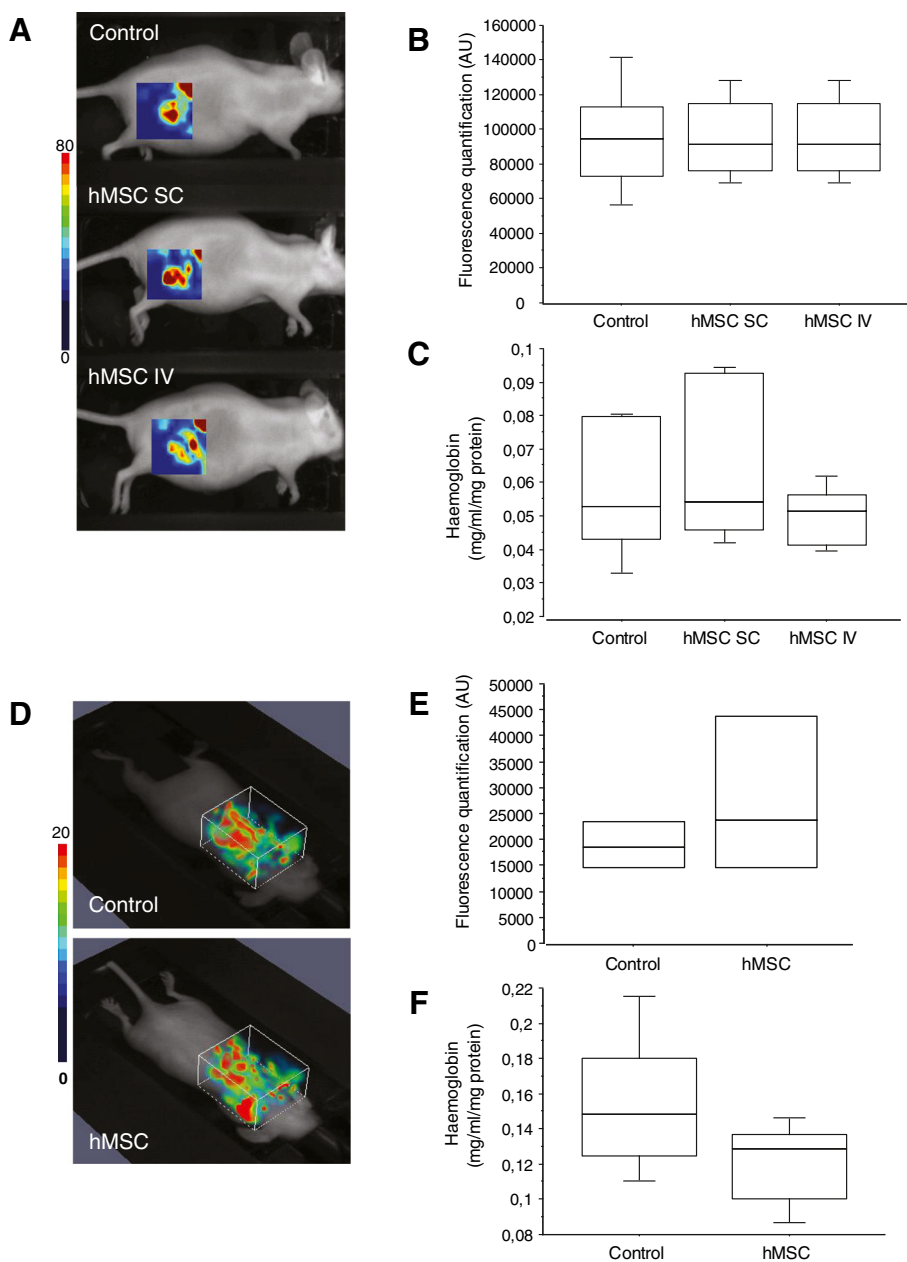 A
Control
80
hMSC SC
0
hMSC IV
B
Fluorescence quantification (AU)
160000
140000
120000
100000
80000
60000
40000
20000
0
Control hMSC SC hMSC IV
C
Haemoglobin
(mg/ml/mg protein)
0,1
0,09
0,08
0,07
0,06
0,05
0,04
0,03
0,02
Control hMSC SC hMSC IV
D
20
Control
0
hMSC
E
Fluorescence quantification (AU)
50000
45000
40000
35000
30000
25000
20000
15000
10000
5000
0
Control hMSC
F
Haemoglobin
(mg/ml/mg protein)
0,22
0,2
0,18
0,16
0,14
0,12
0,1
0,08
Control hMSC